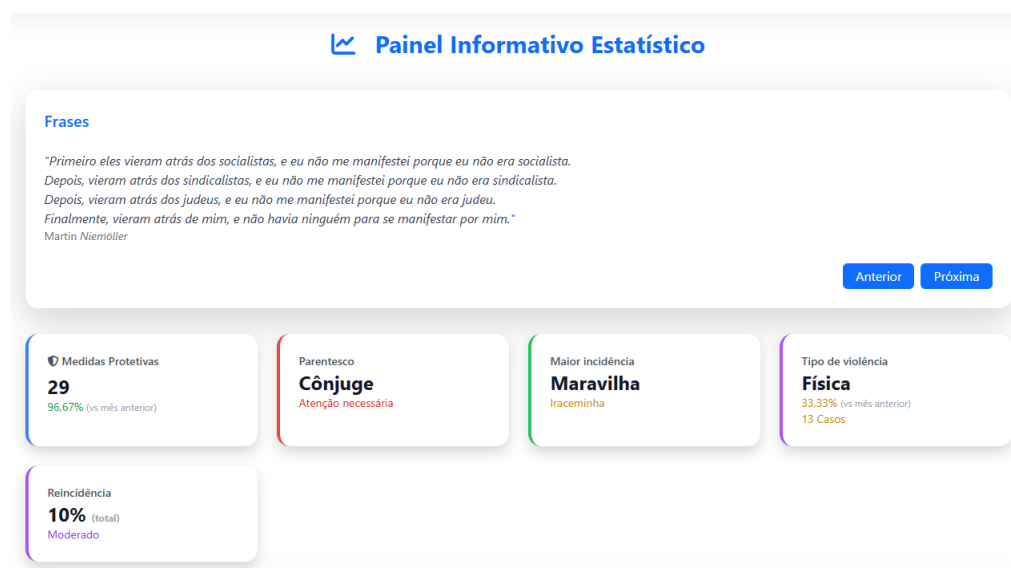 Painel Informativo Estatístico
Frases
"Primeiro eles vieram atrás dos socialistas, e eu não me manifestei porque eu não era socialista.
Depois, vieram atrás dos sindicalistas, e eu não me manifestei porque eu não era sindicalista.
Depois, vieram atrás dos judeus, e eu não me manifestei porque eu não era judeu.
Finalmente, vieram atrás de mim, e não havia ninguém para se manifestar por mim."
Martin Niemöller
Anterior Próxima
Medidas Protetivas
29
96,67% (vs mês anterior)
Parentesco
Cônjuge
Atenção necessária
Maior incidência
Maravilha
Iraceminha
Tipo de violência
Física
33,33% (vs mês anterior)
13 Casos
Reincidência
10% (total)
Moderado